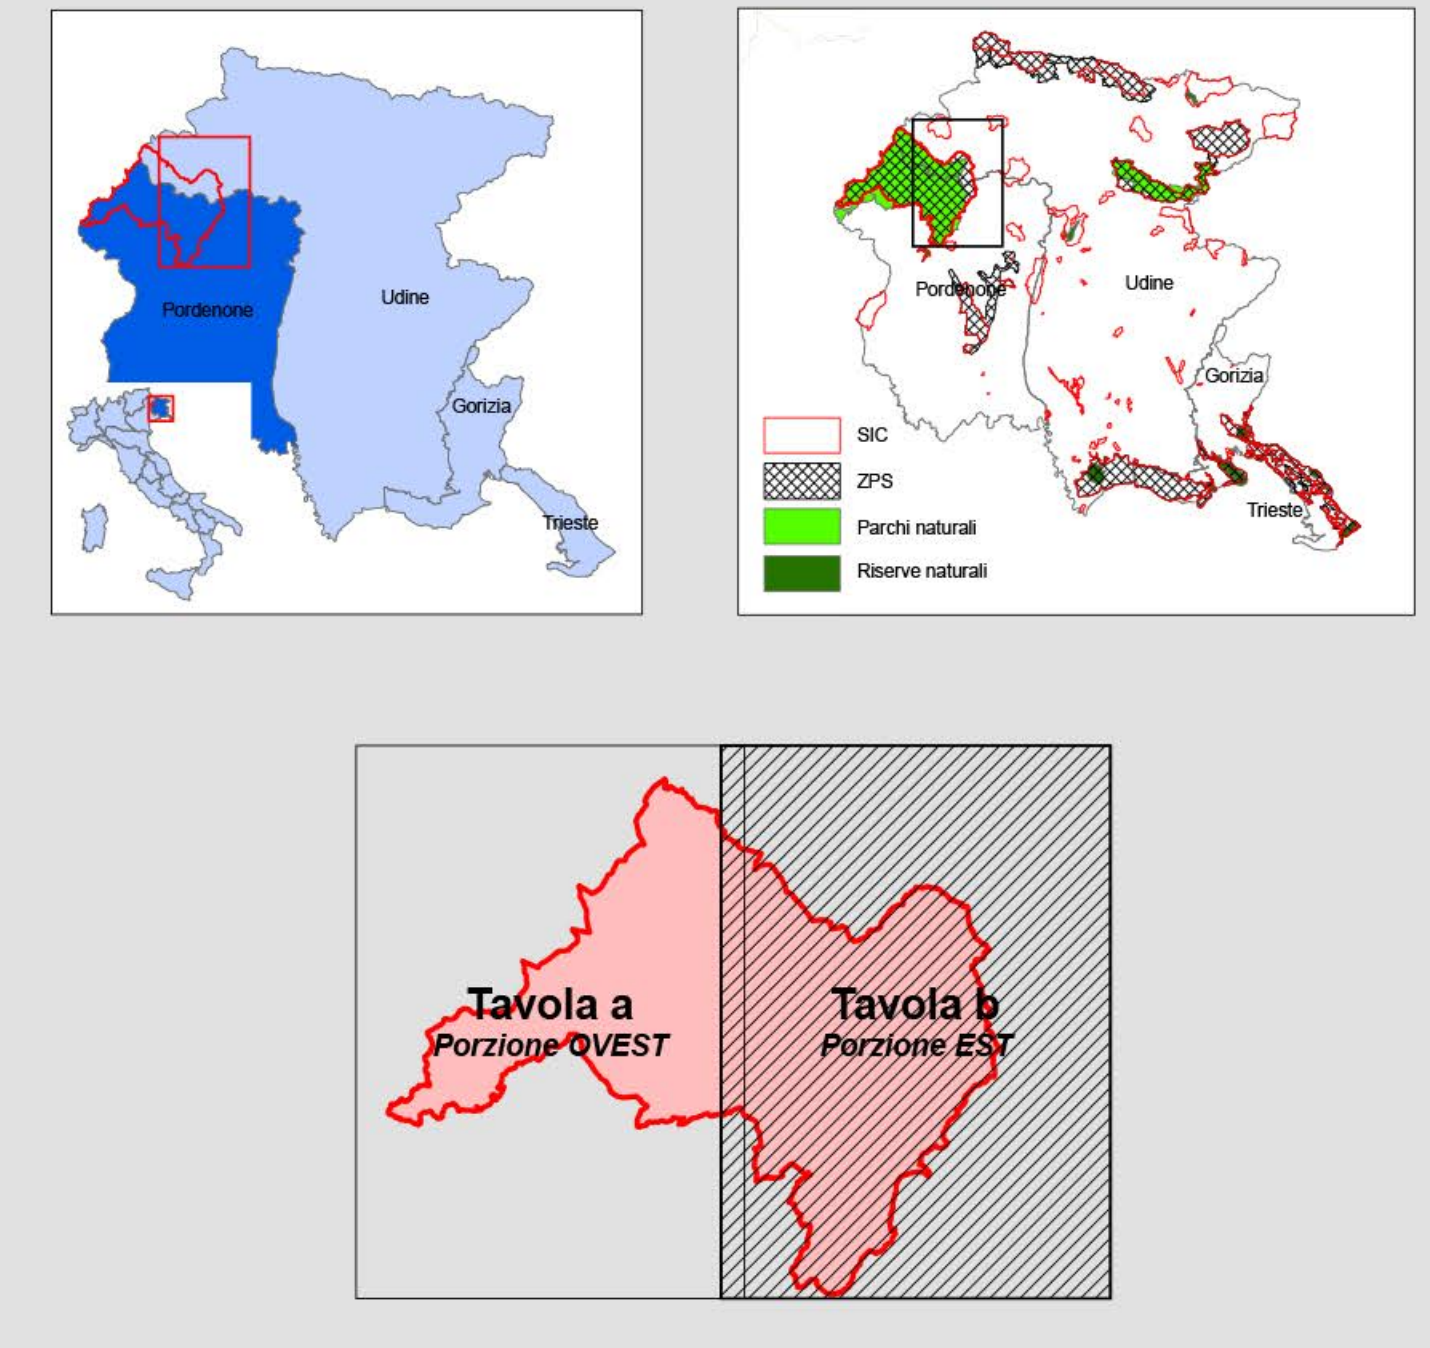 Pordenone
Udine
Gorizia
Trieste
Pordenone
Udine
Gorizia
Trieste
SIC
ZPS
Parchi naturali
Riserve naturali
Tavola a
Porzione OVEST
Tavola b
Porzione EST